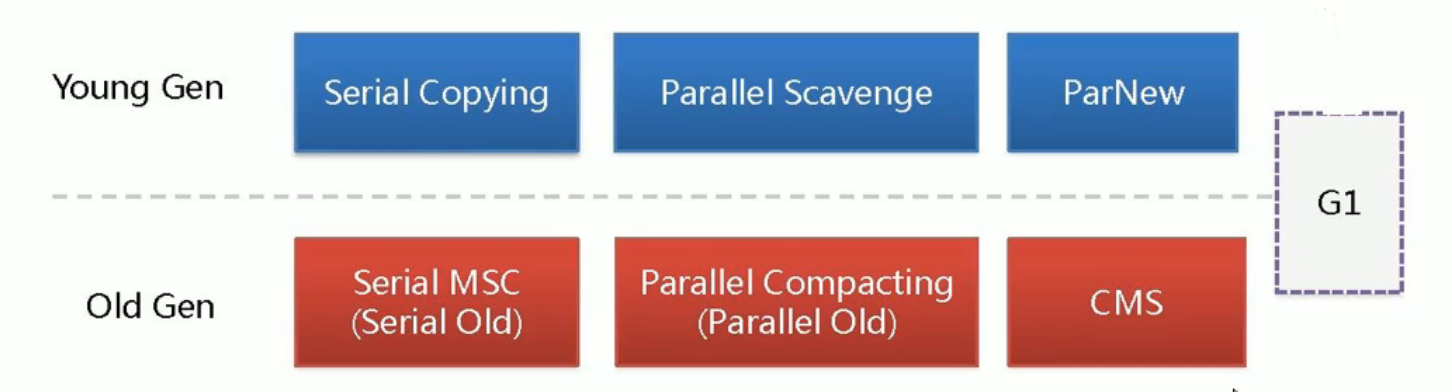 Young Gen
Serial Copying
Parallel Scavenge
ParNew
G1
Old Gen
Serial MSC
(Serial Old)
Parallel Compacting
(Parallel Old)
CMS